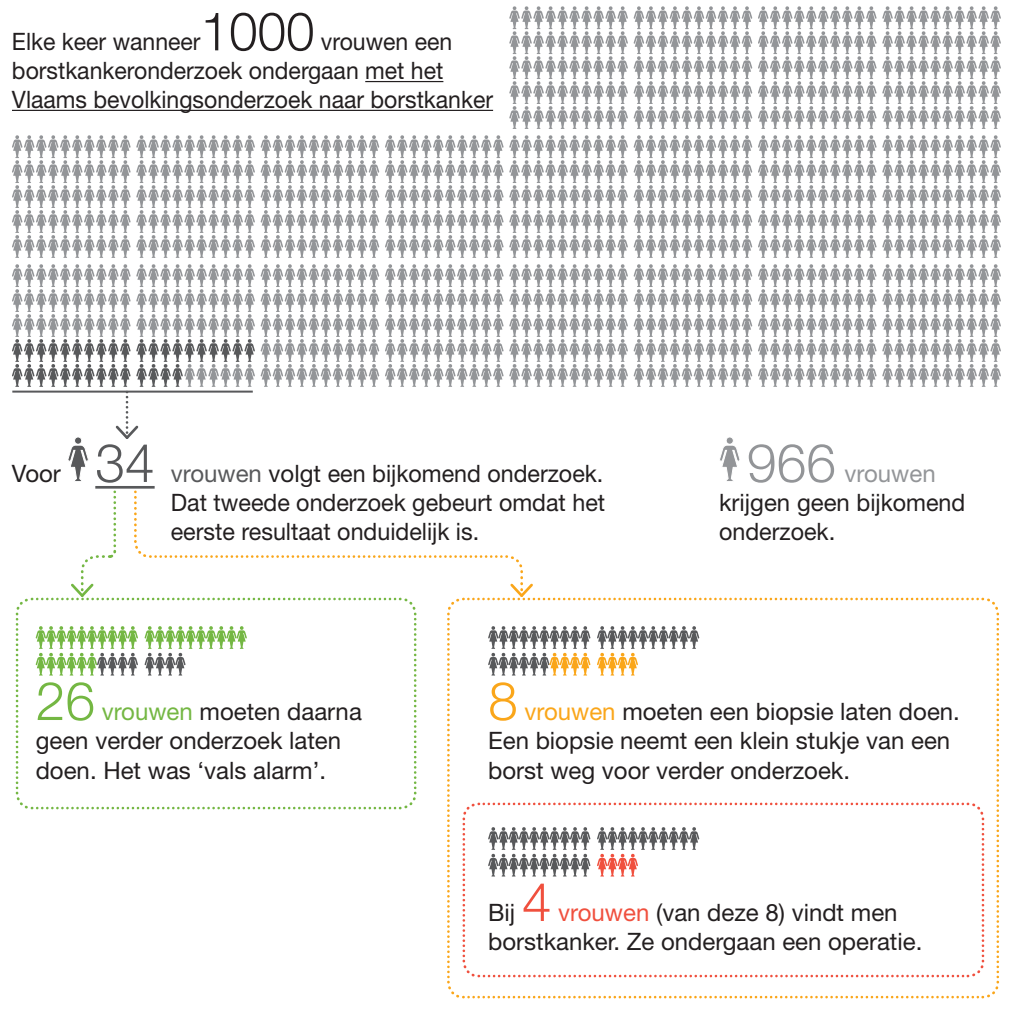 Elke keer wanneer 1000 vrouwen een
borstkankeronderzoek ondergaan met het
Vlaams bevolkingsonderzoek naar borstkanker
Voor 34 vrouwen volgt een bijkomend onderzoek.
Dat tweede onderzoek gebeurt omdat het
eerste resultaat onduidelijk is.
966 vrouwen
krijgen geen bijkomend
onderzoek.
26 vrouwen moeten daarna
geen verder onderzoek laten
doen. Het was ‘vals alarm’.
8 vrouwen moeten een biopsie laten doen.
Een biopsie neemt een klein stukje van een
borst weg voor verder onderzoek.
Bij 4 vrouwen (van deze 8) vindt men
borstkanker. Ze ondergaan een operatie.